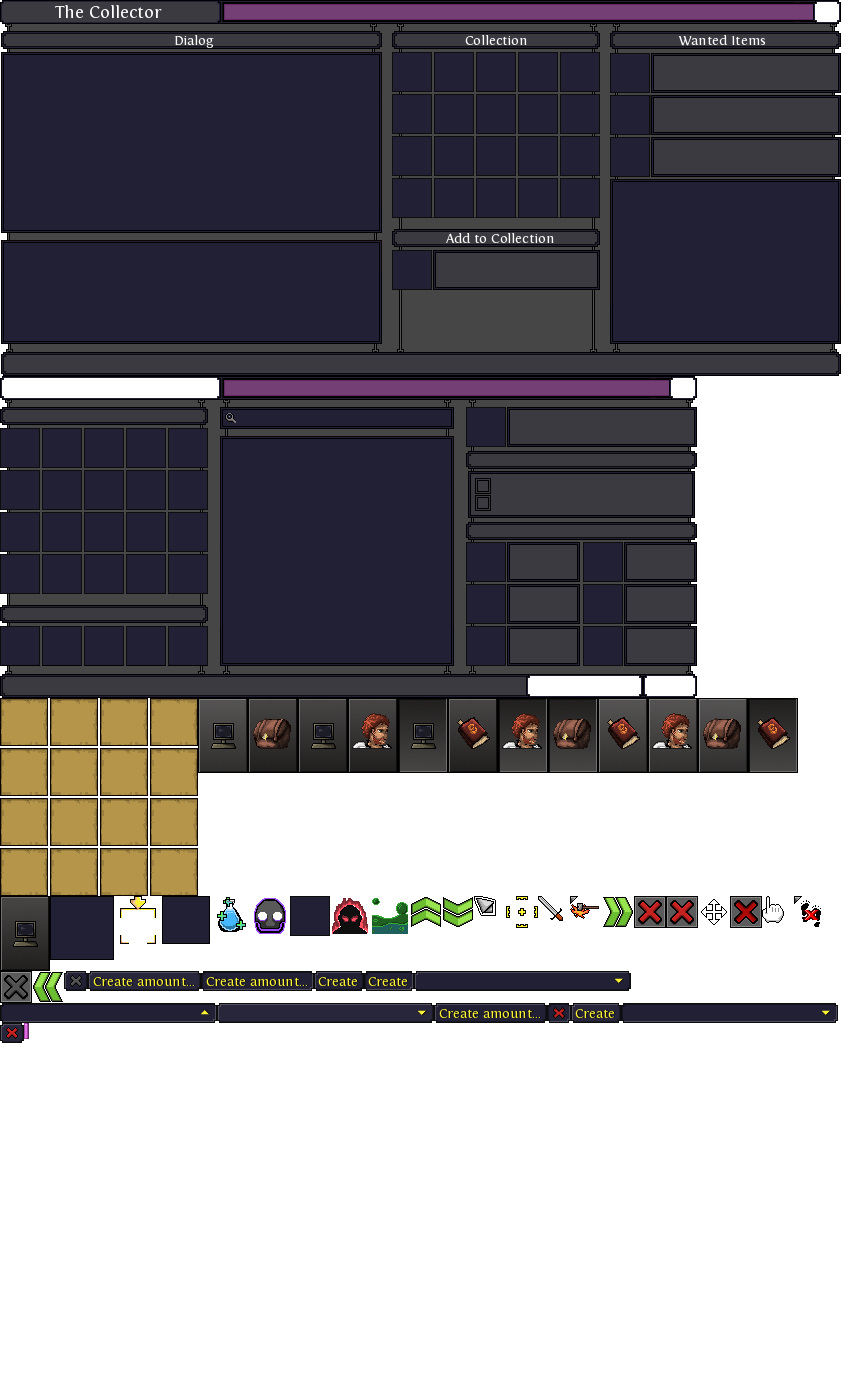 The Collector
Dialog
Collection
Wanted Items
Add to Collection
Create amount...
Create amount...
Create
Create
Create amount...
Create